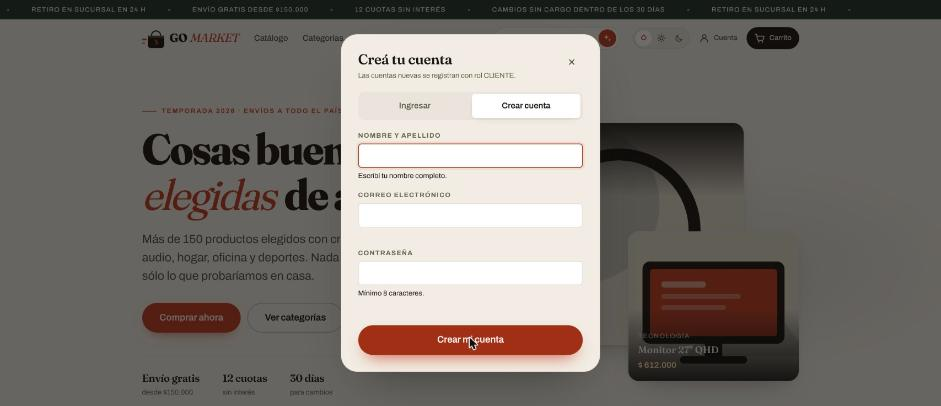 RETIRO EN SUCURSAL EN 24 H • ENVÍO GRATIS DESDE $150.000 • 12 CUOTAS SIN INTERÉS • CAMBIOS SIN CARGO DENTRO DE LOS 30 DÍAS • RETIRO EN SUCURSAL EN 24 H
GO MARKET
Catálogo
Categorías
Cuenta
Carrito
TEMPORADA 2026 · ENVÍOS A TODO EL PAÍS
Cosas
elegidas de
Más de 150 productos elegidos con
audio, hogar, oficina y deportes. Nada
sólo lo que probaríamos en casa.
Comprar ahora
Ver categorías
Envío gratis
desde $150.000
12 cuotas
sin interés
30 días
para cambios
Creá tu cuenta
×
Las cuentas nuevas se registran con rol CLIENTE.
Ingresar
Crear cuenta
NOMBRE Y APELLIDO
Escribí tu nombre completo.
CORREO ELECTRÓNICO
CONTRASEÑA
Mínimo 8 caracteres.
Crear mi cuenta
TECNOLOGÍA
Monitor 27" QHD
$ 612.000